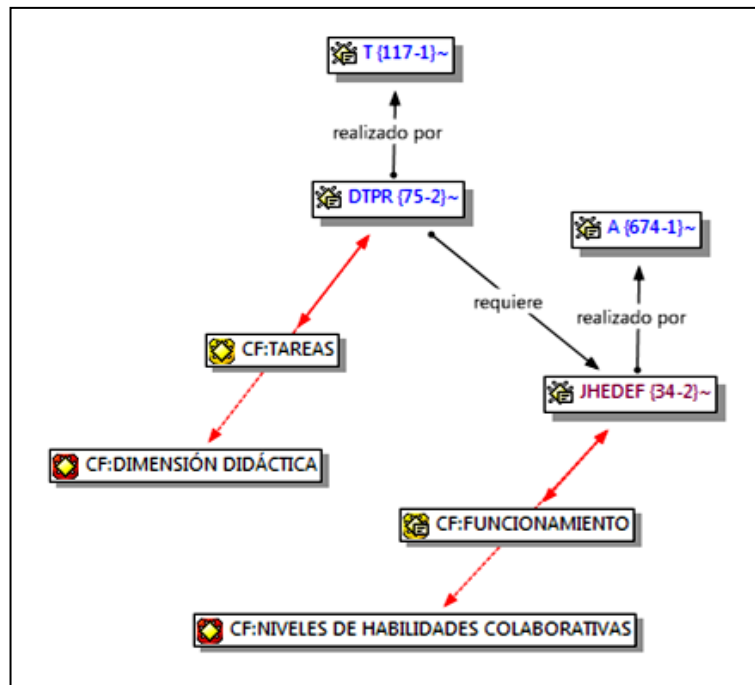 T {117-1}~
realizado por
DTPR {75-2}~
A {674-1}~
requiere
realizado por
CF:TAREAS
JHEDEF {34-2}~
CF:DIMENSIÓN DIDÁCTICA
CF:FUNCIONAMIENTO
CF:NIVELES DE HABILIDADES COLABORATIVAS